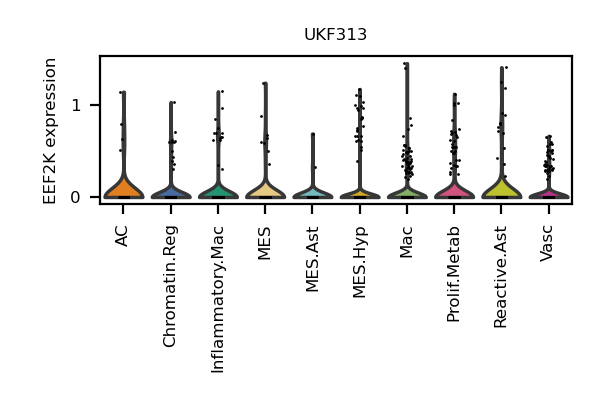 UKF313
EEF2K expression
1
0
AC
Chromatin.Reg
Inflammatory.Mac
MES
MES.Ast
MES.Hyp
Mac
Prolif.Metab
Reactive.Ast
Vasc